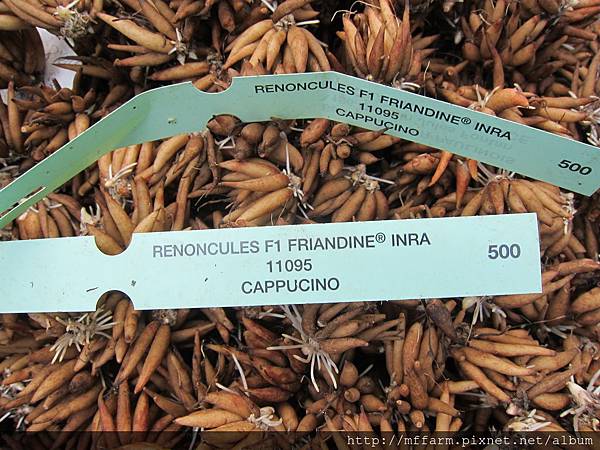 RENONCULES F1 FRIANDINE® INRA
11095
CAPPUCINO
500
RENONCULES F1 FRIANDINE® INRA
11095
CAPPUCINO
500
http://mffarm.pixnet.net/album